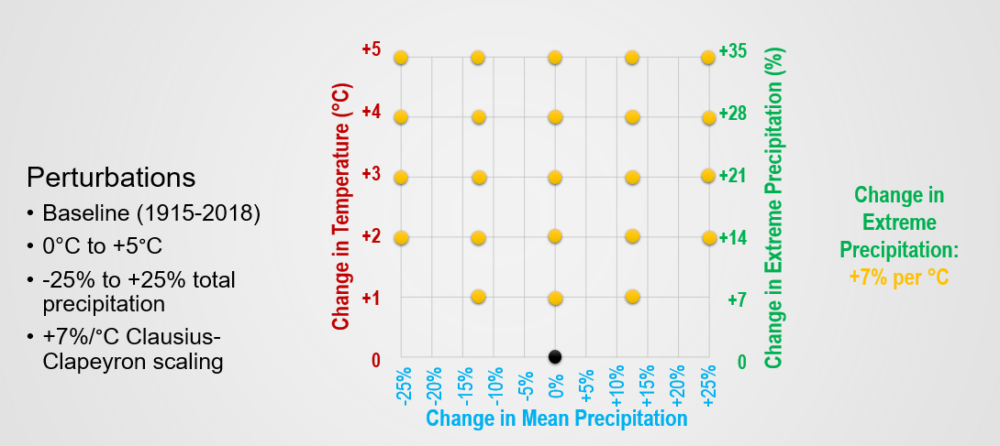 Perturbations
• Baseline (1915-2018)
• 0°C to +5°C
• -25% to +25% total
precipitation
• +7%/°C Clausius-
Clapeyron scaling
Change in Temperature (°C)
+5
+4
+3
+2
+1
0
-25%
-20%
-15%
-10%
-5%
0%
+5%
+10%
+15%
+20%
+25%
Change in Mean Precipitation
+35
+28
+21
+14
+7
0
Change in Extreme Precipitation (%)
Change in
Extreme
Precipitation:
+7% per °C